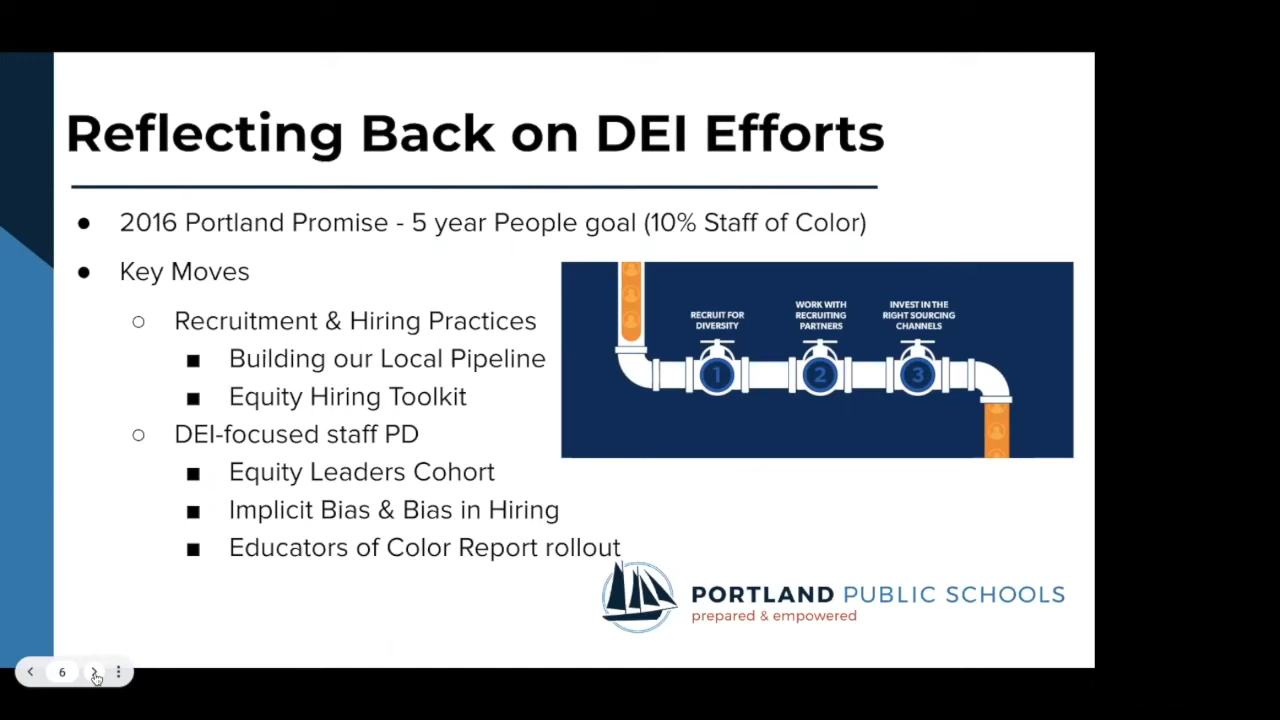 Reflecting Back on DEI Efforts
● 2016 Portland Promise - 5 year People goal (10% Staff of Color)
● Key Moves
○ Recruitment & Hiring Practices
■ Building our Local Pipeline
■ Equity Hiring Toolkit
○ DEI-focused staff PD
■ Equity Leaders Cohort
■ Implicit Bias & Bias in Hiring
■ Educators of Color Report rollout
RECRUIT FOR
DIVERSITY
WORK WITH
RECRUITING
PARTNERS
INVEST IN THE
RIGHT SOURCING
CHANNELS
1
2
3
PORTLAND PUBLIC SCHOOLS
prepared & empowered
6